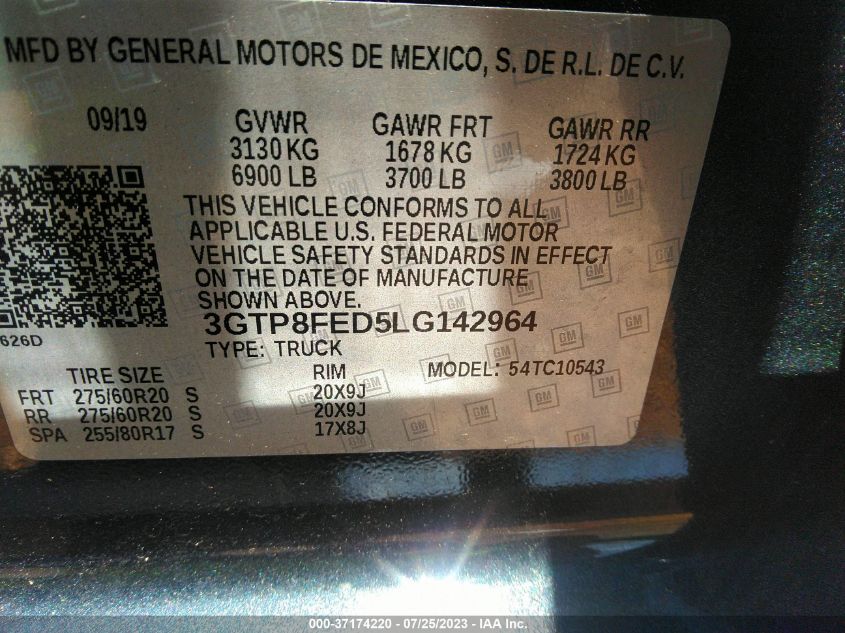 MFD BY GENERAL MOTORS DE MEXICO, S. DE R.L. DE C.V.
09/19 GVWR GAWR FRT GAWR RR
3130 KG 1678 KG 1724 KG
6900 LB 3700 LB 3800 LB
THIS VEHICLE CONFORMS TO ALL
APPLICABLE U.S. FEDERAL MOTOR
VEHICLE SAFETY STANDARDS IN EFFECT
ON THE DATE OF MANUFACTURE
SHOWN ABOVE.
3GTP8FED5LG142964
626D
TYPE: TRUCK
TIRE SIZE RIM MODEL: 54TC10543
FRT 275/60R20 S 20X9J
RR 275/60R20 S 20X9J
SPA 255/80R17 S 17X8J
000-37174220 - 07/25/2023 - IAA Inc.